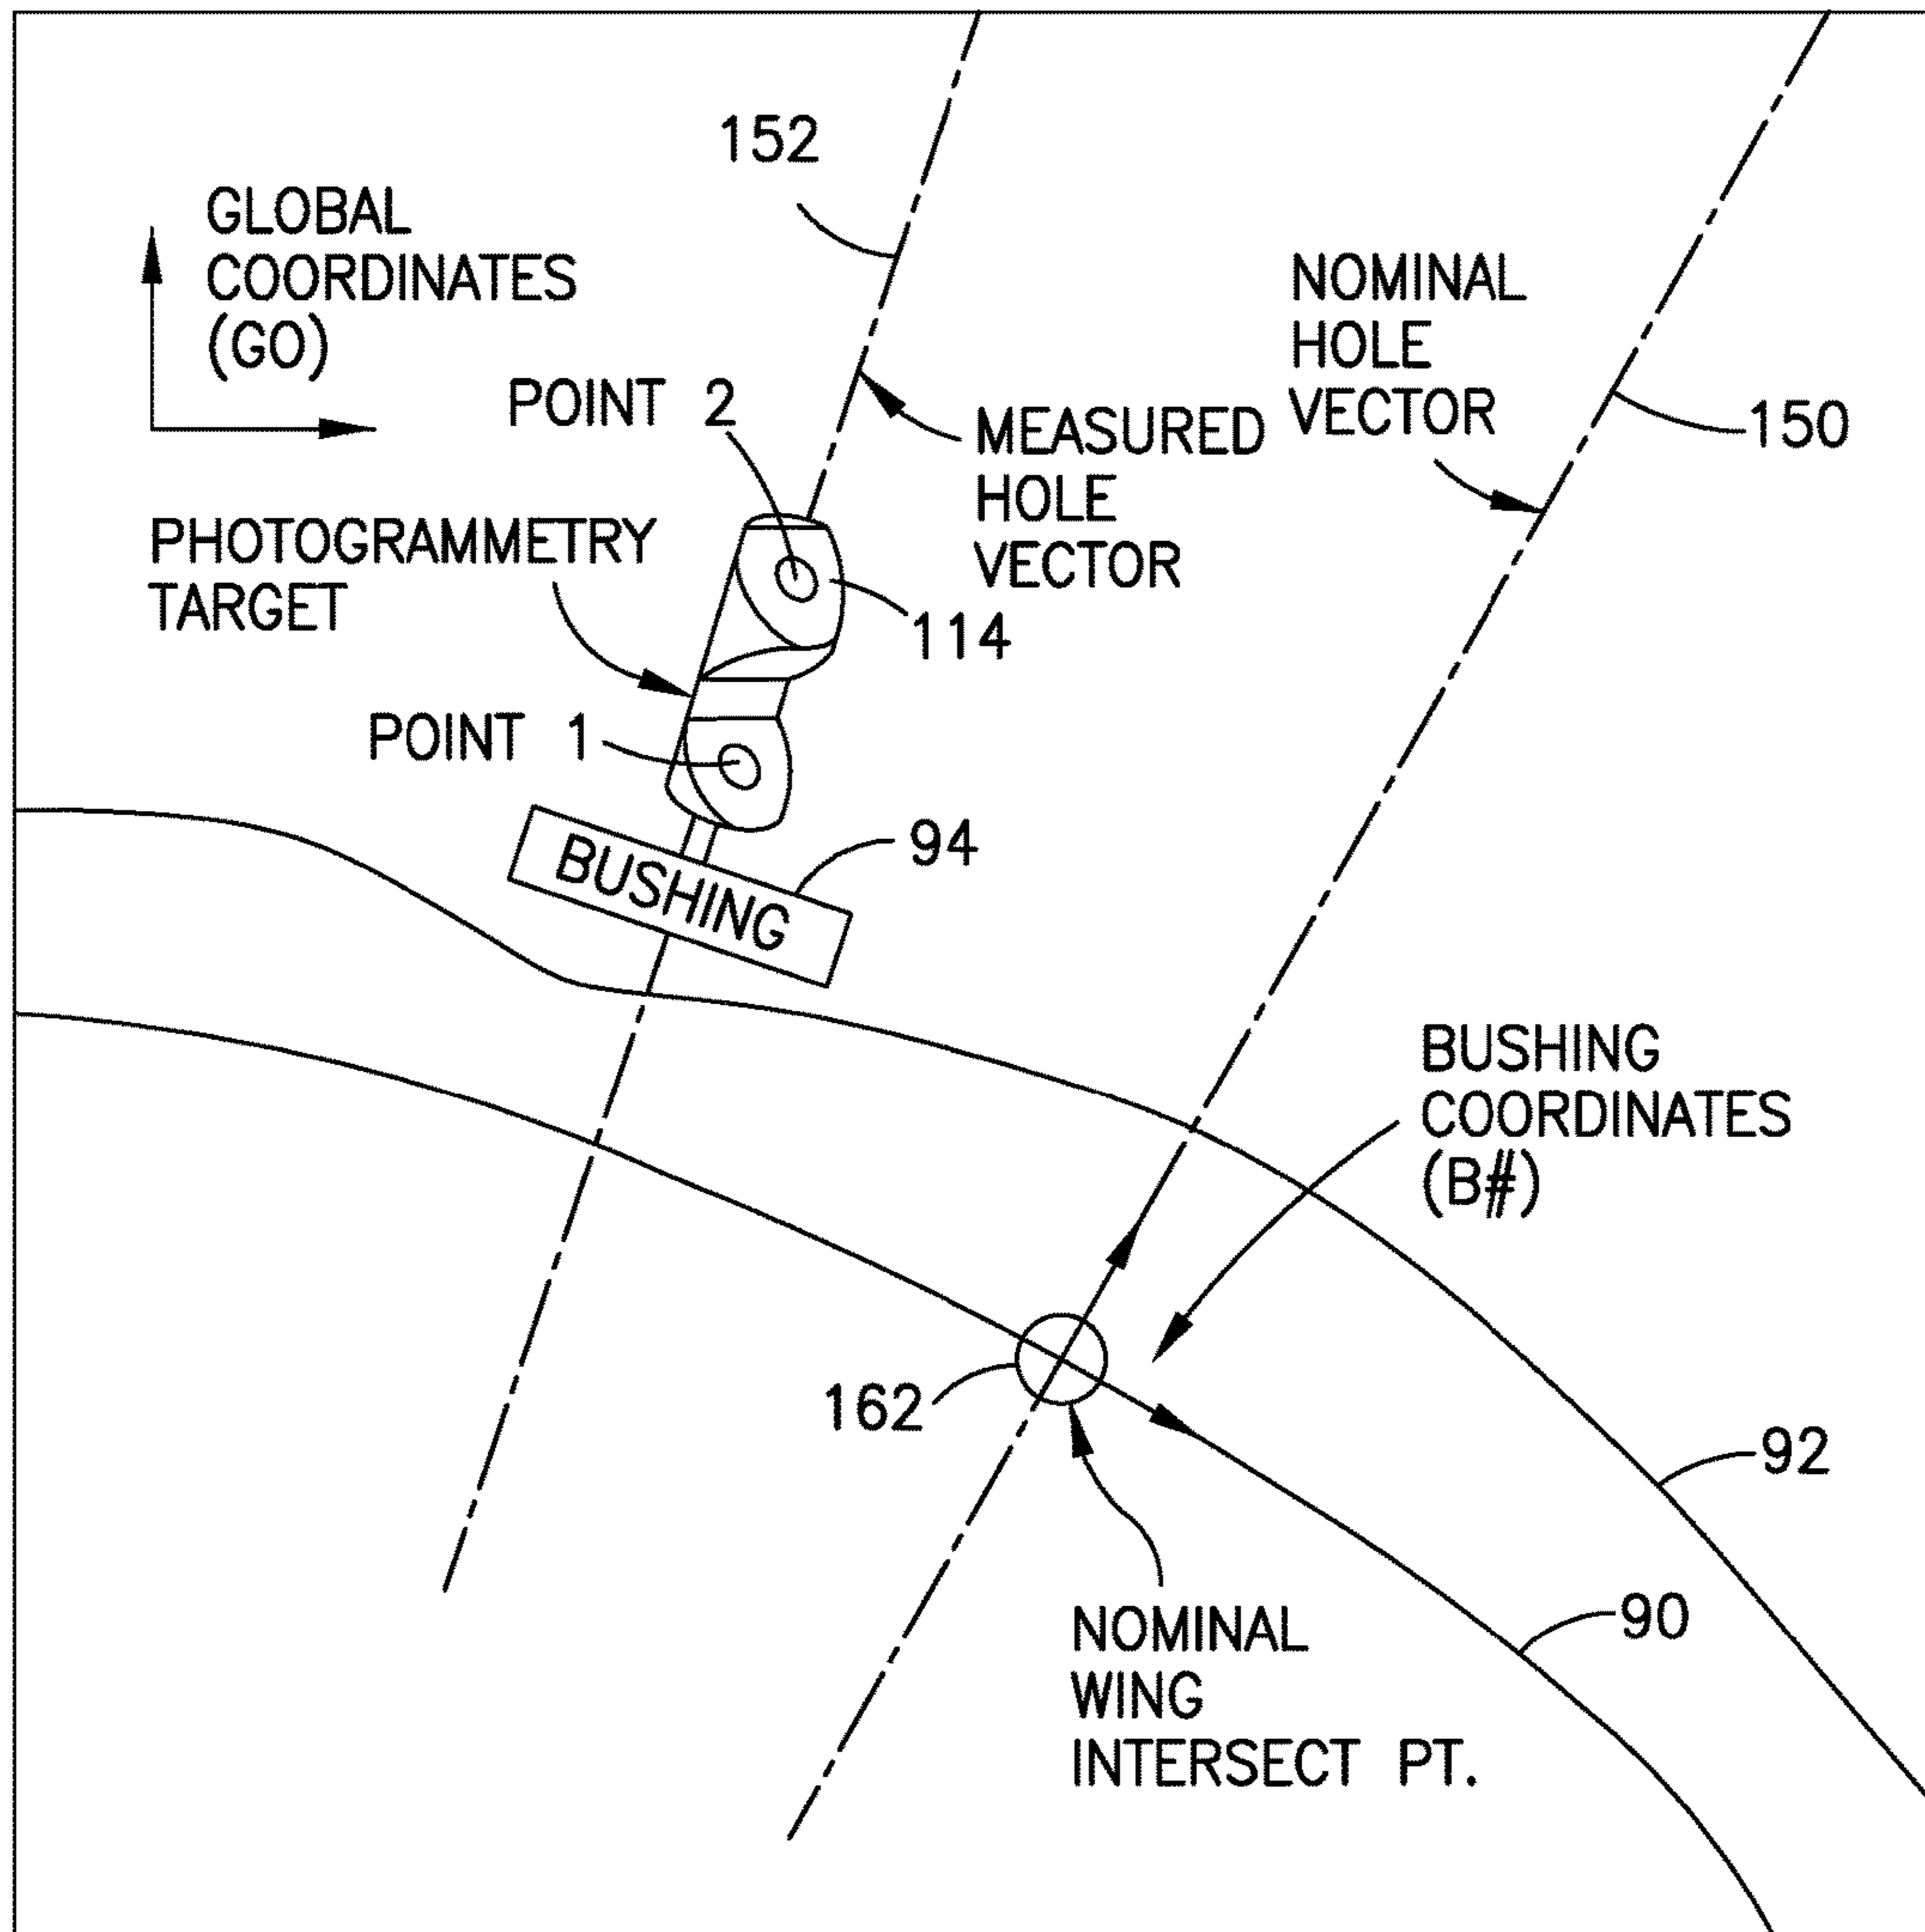 152
GLOBAL
COORDINATES
(GO)
NOMINAL
HOLE
VECTOR
150
POINT 2
MEASURED
HOLE
VECTOR
PHOTOGRAMMETRY
TARGET
114
POINT 1
94
BUSHING
BUSHING
COORDINATES
(B#)
162
92
90
NOMINAL
WING
INTERSECT PT.